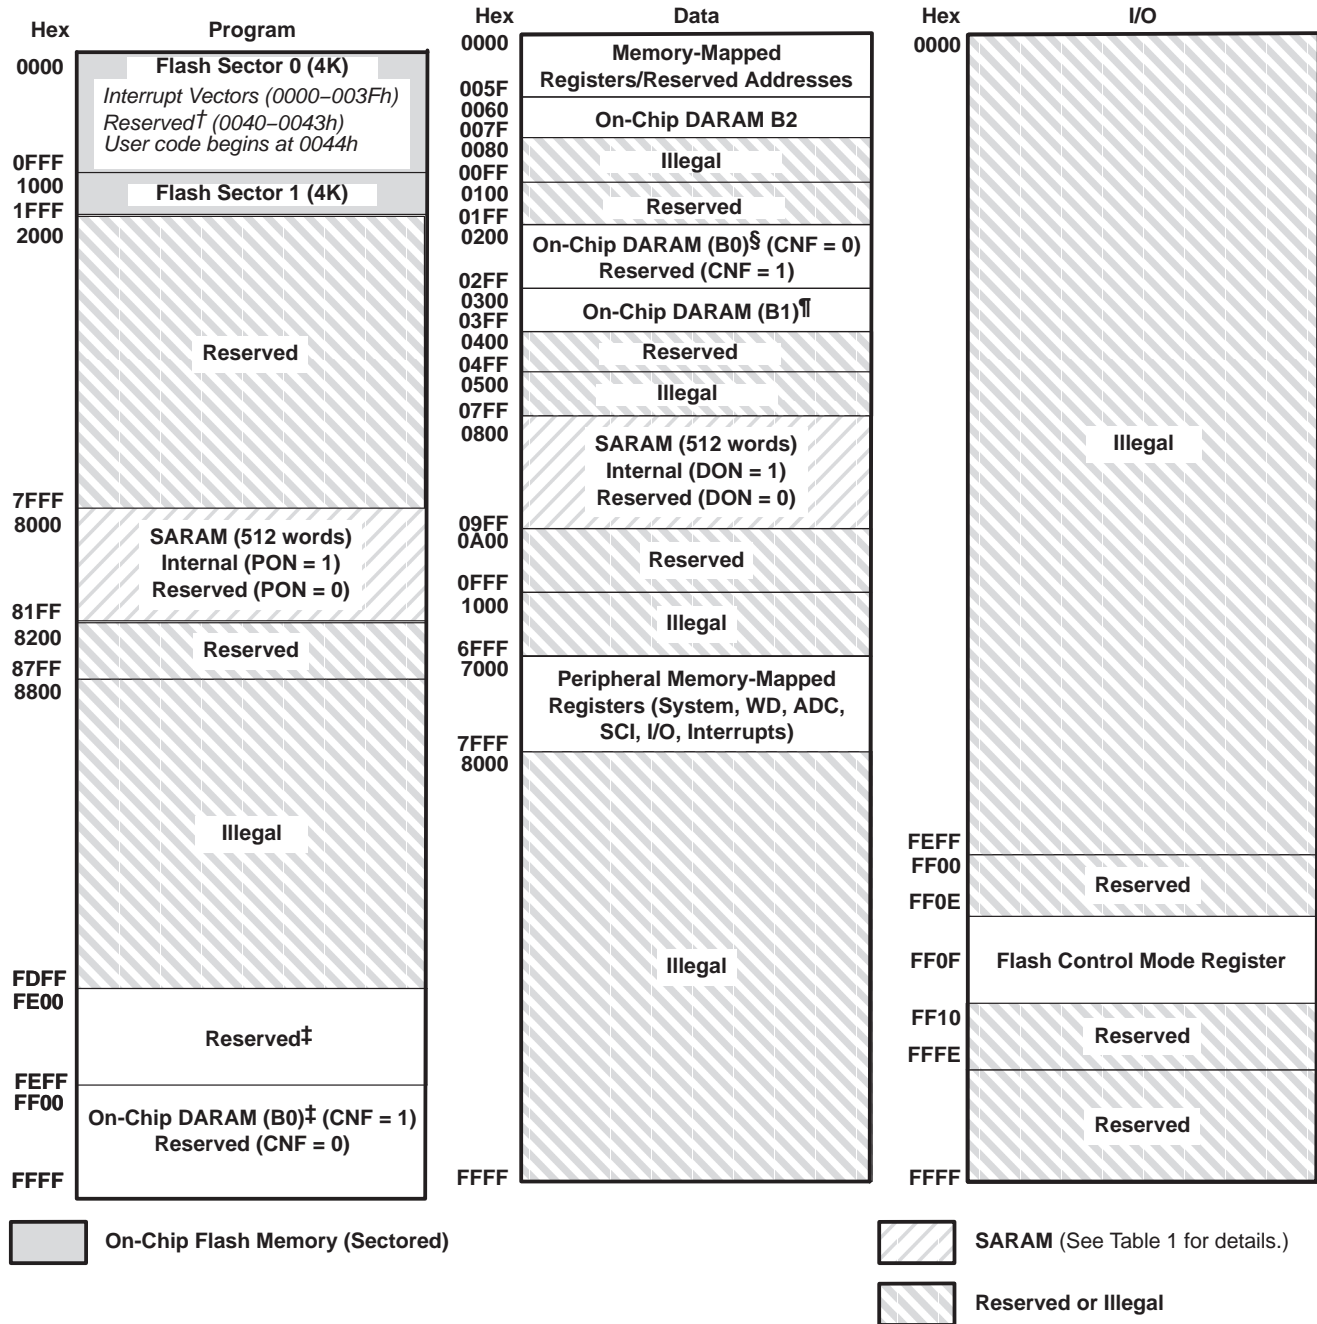 Hex Program
0000
Flash Sector 0 (4K)
Interrupt Vectors (0000–003Fh)
Reserved† (0040–0043h)
User code begins at 0044h
0FFF
1000
Flash Sector 1 (4K)
1FFF
2000
Reserved
7FFF
8000
SARAM (512 words)
Internal (PON = 1)
Reserved (PON = 0)
81FF
8200
Reserved
87FF
8800
Illegal
FDFF
FE00
Reserved‡
FEFF
FF00
On-Chip DARAM (B0)‡ (CNF = 1)
Reserved (CNF = 0)
FFFF
Hex Data
0000
Memory-Mapped
Registers/Reserved Addresses
005F
0060
On-Chip DARAM B2
007F
0080
Illegal
00FF
0100
Reserved
01FF
0200
On-Chip DARAM (B0)§ (CNF = 0)
Reserved (CNF = 1)
02FF
0300
On-Chip DARAM (B1)¶
03FF
0400
Reserved
04FF
0500
Illegal
07FF
0800
SARAM (512 words)
Internal (DON = 1)
Reserved (DON = 0)
09FF
0A00
Reserved
0FFF
1000
Illegal
6FFF
7000
Peripheral Memory-Mapped
Registers (System, WD, ADC,
SCI, I/O, Interrupts)
7FFF
8000
Illegal
FFFF
Hex I/O
0000
Illegal
FEFF
FF00
Reserved
FF0E
FF0F
Flash Control Mode Register
FF10
Reserved
FFFE
Reserved
FFFF
On-Chip Flash Memory (Sectored)
SARAM (See Table 1 for details.)
Reserved or Illegal